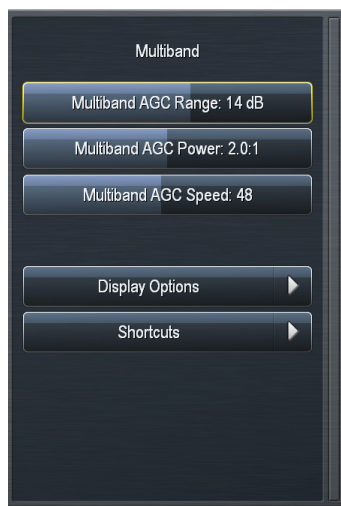 Multiband
Multiband AGC Range: 14 dB
Multiband AGC Power: 2.0:1
Multiband AGC Speed: 48
Display Options
Shortcuts